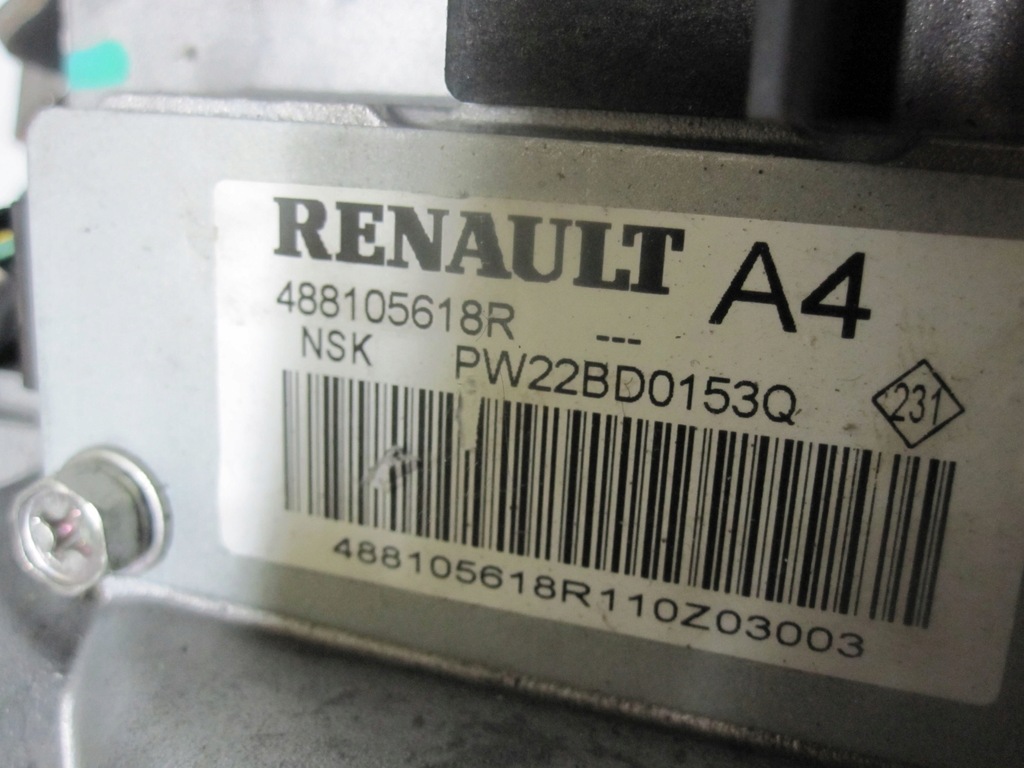 RENAULT A4
488105618R ---
NSK PW22BD0153Q
231
488105618R110Z03003